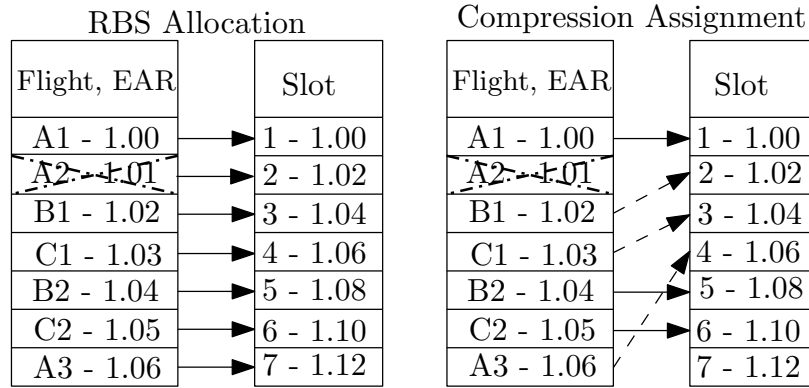 RBS Allocation
Flight, EAR Slot
A1 - 1.00 1 - 1.00
A2 - 1.01 2 - 1.02
B1 - 1.02 3 - 1.04
C1 - 1.03 4 - 1.06
B2 - 1.04 5 - 1.08
C2 - 1.05 6 - 1.10
A3 - 1.06 7 - 1.12
Compression Assignment
Flight, EAR Slot
A1 - 1.00 1 - 1.00
A2 - 1.01 2 - 1.02
B1 - 1.02 3 - 1.04
C1 - 1.03 4 - 1.06
B2 - 1.04 5 - 1.08
C2 - 1.05 6 - 1.10
A3 - 1.06 7 - 1.12